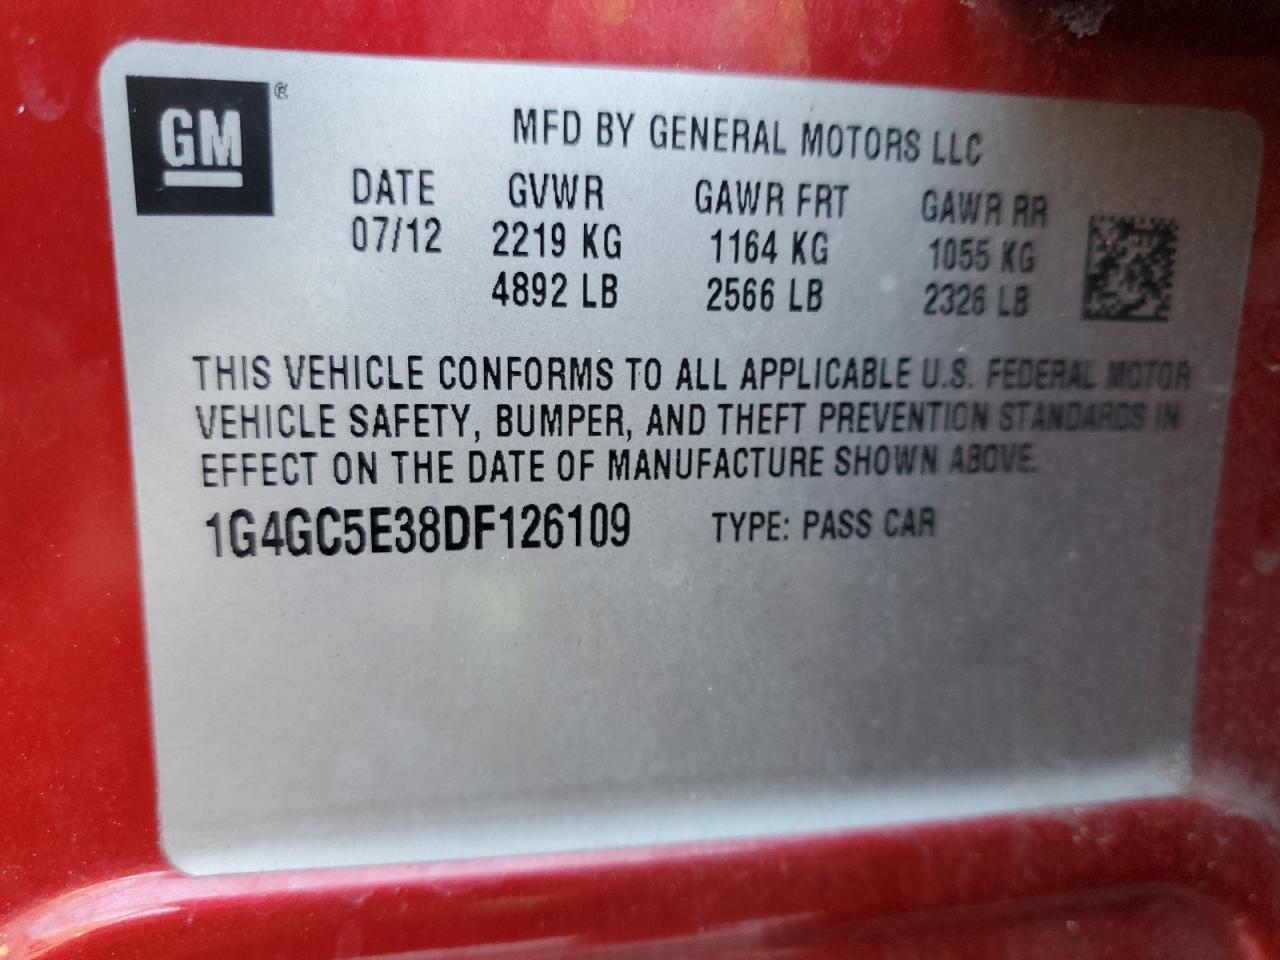 GM ®
MFD BY GENERAL MOTORS LLC
DATE GVWR GAWR FRT GAWR RR
07/12 2219 KG 1164 KG 1055 KG
4892 LB 2566 LB 2326 LB
THIS VEHICLE CONFORMS TO ALL APPLICABLE U.S. FEDERAL MOTOR
VEHICLE SAFETY, BUMPER, AND THEFT PREVENTION STANDARDS IN
EFFECT ON THE DATE OF MANUFACTURE SHOWN ABOVE.
1G4GC5E38DF126109 TYPE: PASS CAR